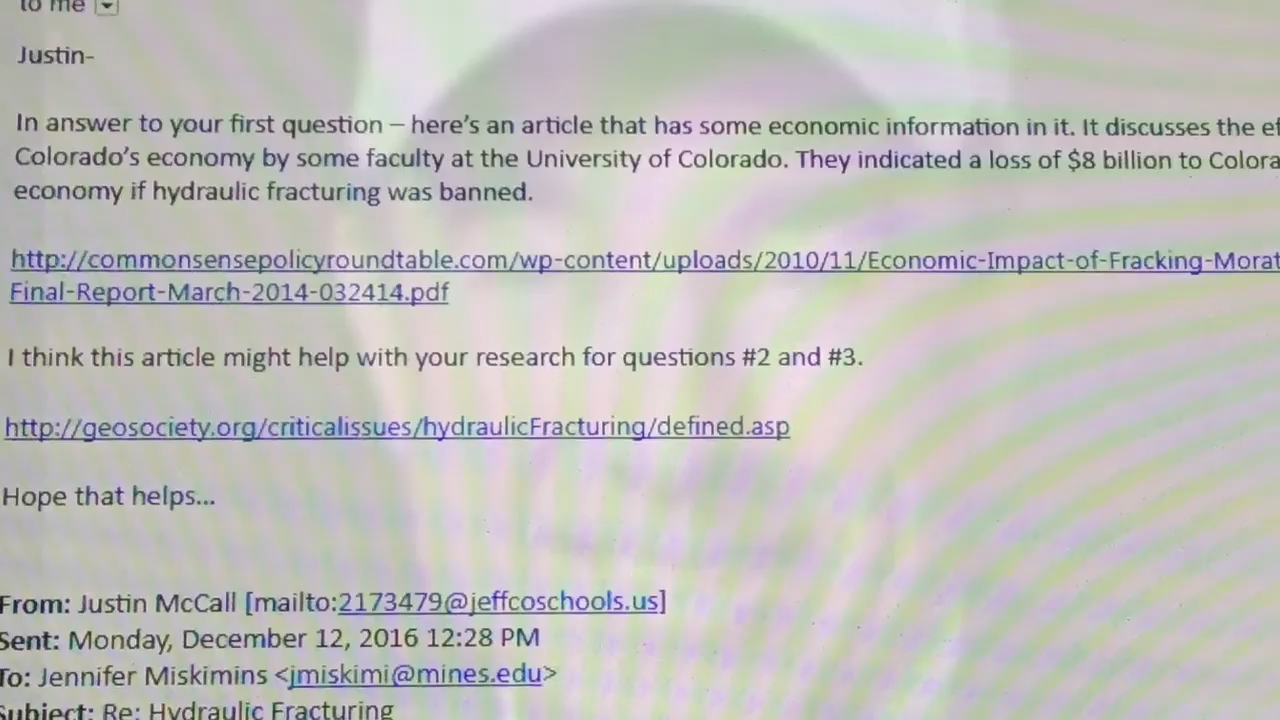 to me
Justin-
In answer to your first question – here's an article that has some economic information in it. It discusses the
Colorado's economy by some faculty at the University of Colorado. They indicated a loss of $8 billion to
economy if hydraulic fracturing was banned.
http://commonsensepolicyroundtable.com/wp-content/uploads/2010/11/Economic-Impact-of-Fracking-Morat
Final-Report-March-2014-032414.pdf
I think this article might help with your research for questions #2 and #3.
http://geosociety.org/criticalissues/hydraulicFracturing/defined.asp
Hope that helps...
From: Justin McCall [mailto:2173479@jeffcoschools.us]
Sent: Monday, December 12, 2016 12:28 PM
To: Jennifer Miskimins <jmiskimi@mines.edu>
Subject: Re: Hydraulic Fracturing